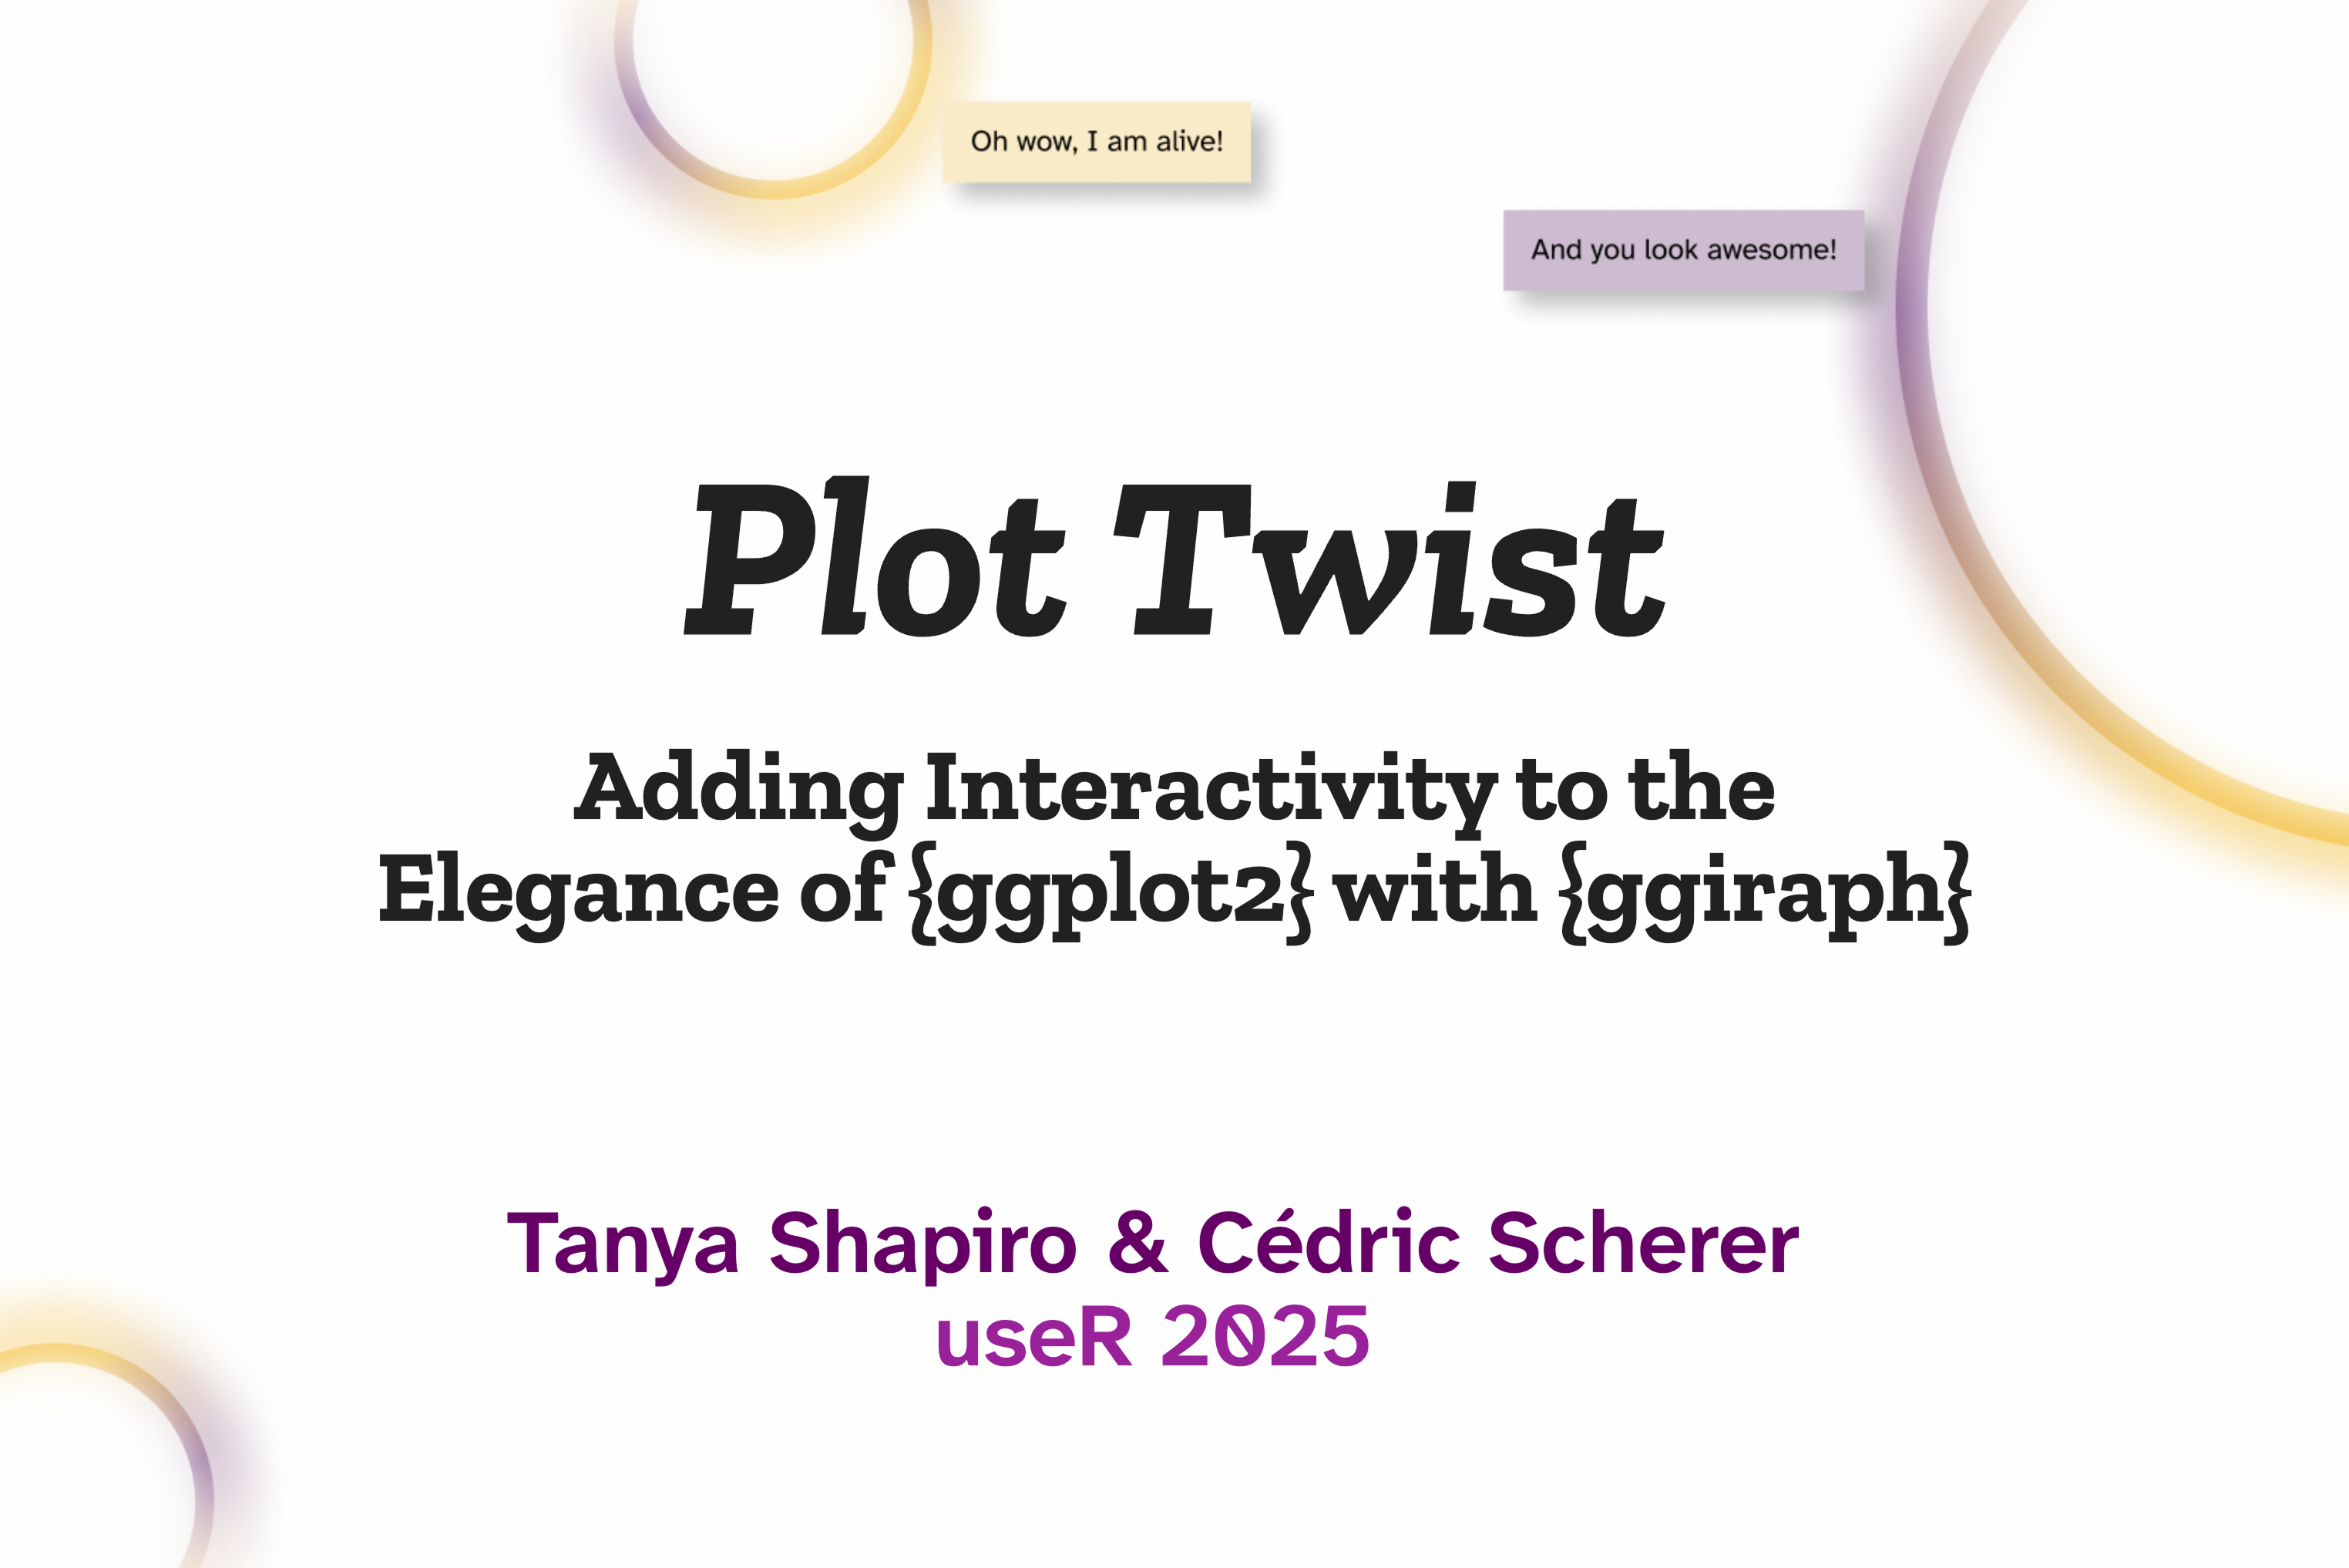 Oh wow, I am alive!
And you look awesome!
Plot Twist
Adding Interactivity to the
Elegance of {ggplot2} with {ggiraph}
Tanya Shapiro & Cédric Scherer
useR 2025